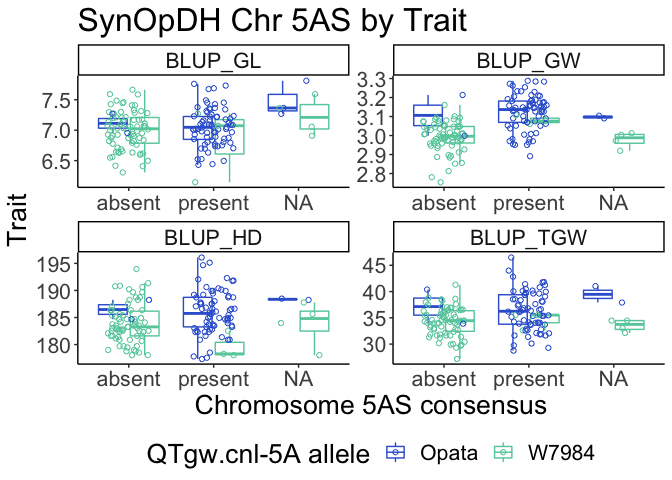 SynOpDH Chr 5AS by Trait
BLUP_GL
BLUP_GW
7.5
7.0
6.5
3.3
3.2
3.1
3.0
2.9
2.8
absent present NA
absent present NA
Trait
BLUP_HD
BLUP_TGW
195
190
185
180
45
40
35
30
absent present NA
absent present NA
Chromosome 5AS consensus
QTgw.cnl-5A allele Opata W7984